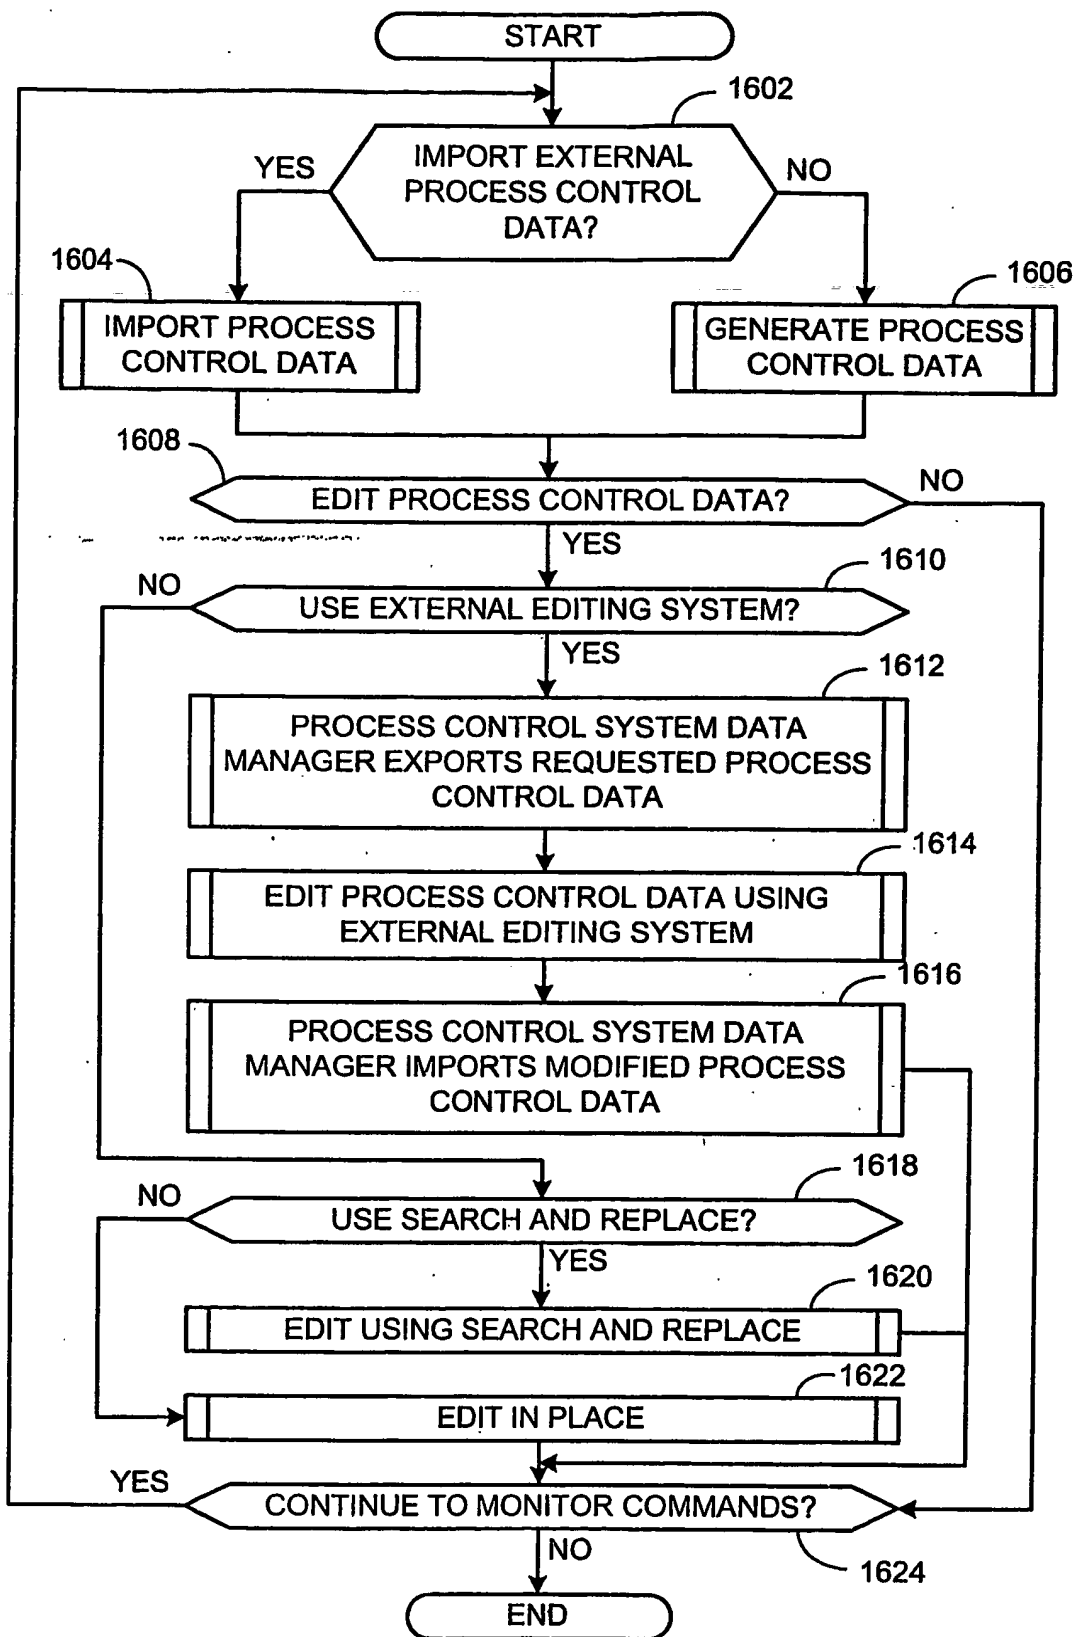 START
1602
IMPORT EXTERNAL
PROCESS CONTROL
DATA?
YES
NO
1604
IMPORT PROCESS
CONTROL DATA
1606
GENERATE PROCESS
CONTROL DATA
1608
EDIT PROCESS CONTROL DATA?
NO
YES
1610
NO
USE EXTERNAL EDITING SYSTEM?
YES
1612
PROCESS CONTROL SYSTEM DATA
MANAGER EXPORTS REQUESTED PROCESS
CONTROL DATA
1614
EDIT PROCESS CONTROL DATA USING
EXTERNAL EDITING SYSTEM
1616
PROCESS CONTROL SYSTEM DATA
MANAGER IMPORTS MODIFIED PROCESS
CONTROL DATA
1618
NO
USE SEARCH AND REPLACE?
YES
1620
EDIT USING SEARCH AND REPLACE
1622
EDIT IN PLACE
YES
CONTINUE TO MONITOR COMMANDS?
NO
1624
END